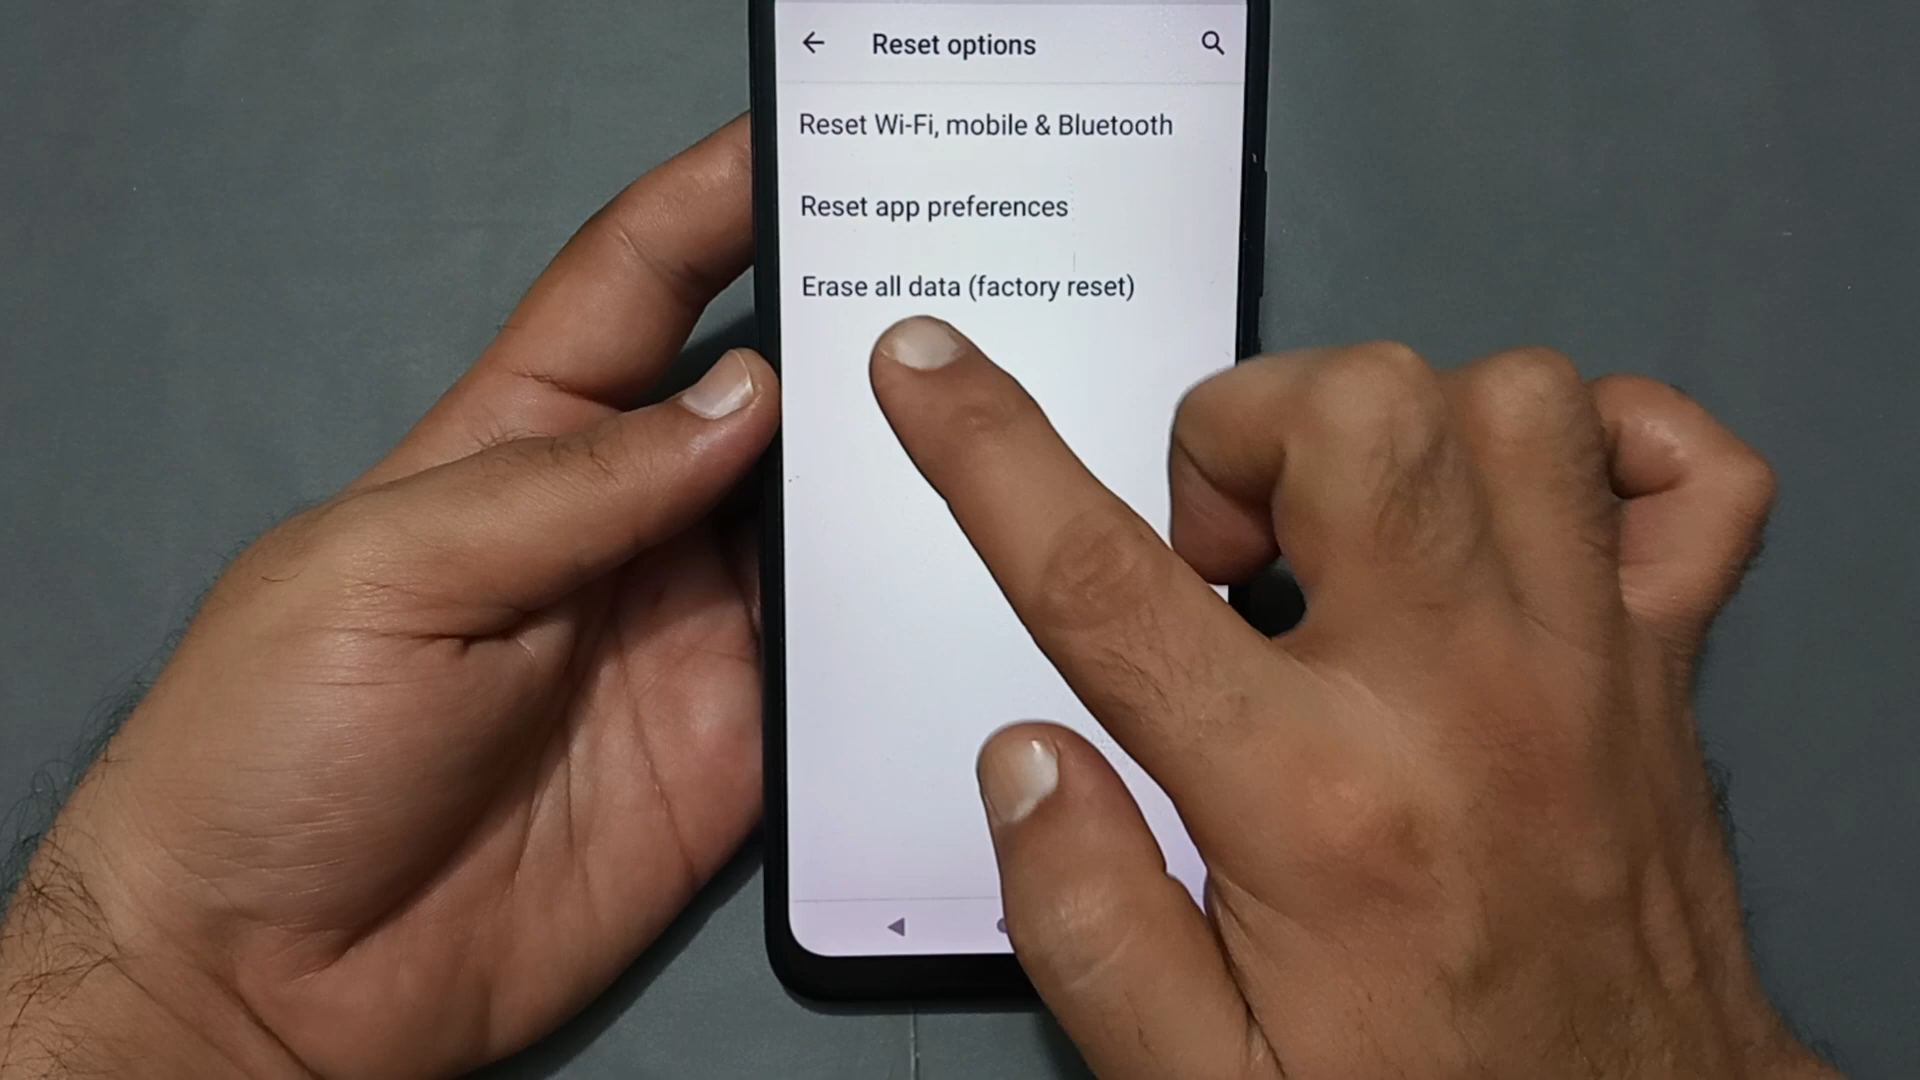 Reset options
Reset Wi-Fi, mobile & Bluetooth
Reset app preferences
Erase all data (factory reset)